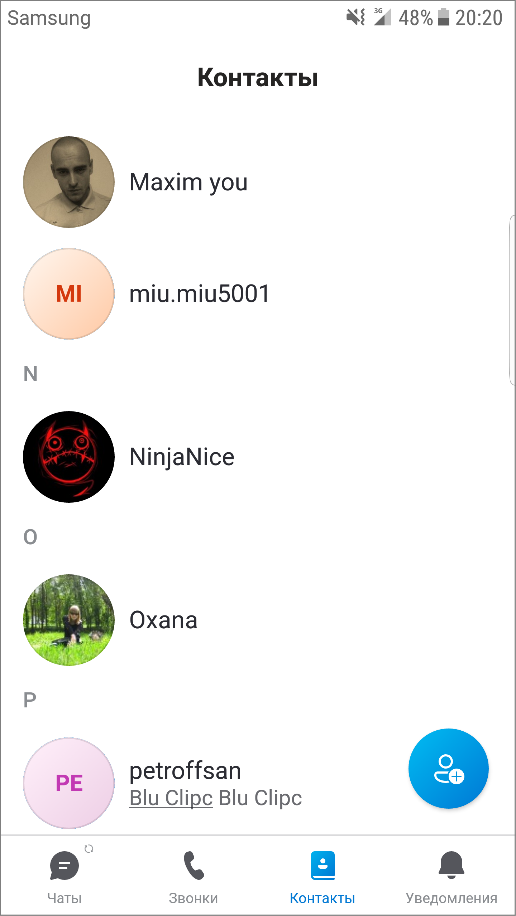 Samsung 3G 48% 20:20
Контакты
Maxim you
MI
miu.miu5001
N
NinjaNice
O
Oxana
P
PE
petroffsan
Blu Clipc Blu Clipc
Чаты Звонки Контакты Уведомления